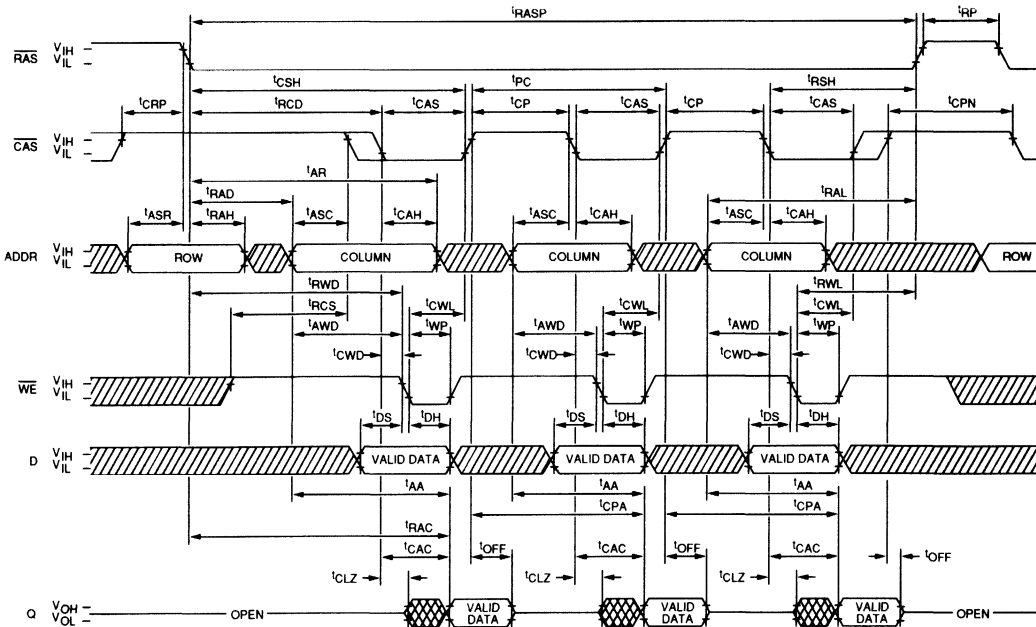 tRASP tRP
RAS VIH VIL
tCSH tPC tRSH
tCRP tRCD tCAS tCP tCAS tCP tCAS tCPN
CAS VIH VIL
tAR
tRAD tRAL
tASR tRAH tASC tCAH tASC tCAH tASC tCAH
ADDR VIH VIL ROW COLUMN COLUMN COLUMN ROW
tRWD tRWL
tRCS tCWL tCWL tCWL
tAWD tWP tAWD tWP tAWD tWP
tCWD tCWD tCWD
WE VIH VIL
tDS tDH tDS tDH tDS tDH
D VIH VIL VALID DATA VALID DATA VALID DATA
tAA tAA tAA
tCPA tCPA
tRAC
tCAC tOFF tCAC tOFF tCAC tOFF
tCLZ tCLZ tCLZ
Q VOH VOL OPEN VALID DATA VALID DATA VALID DATA OPEN